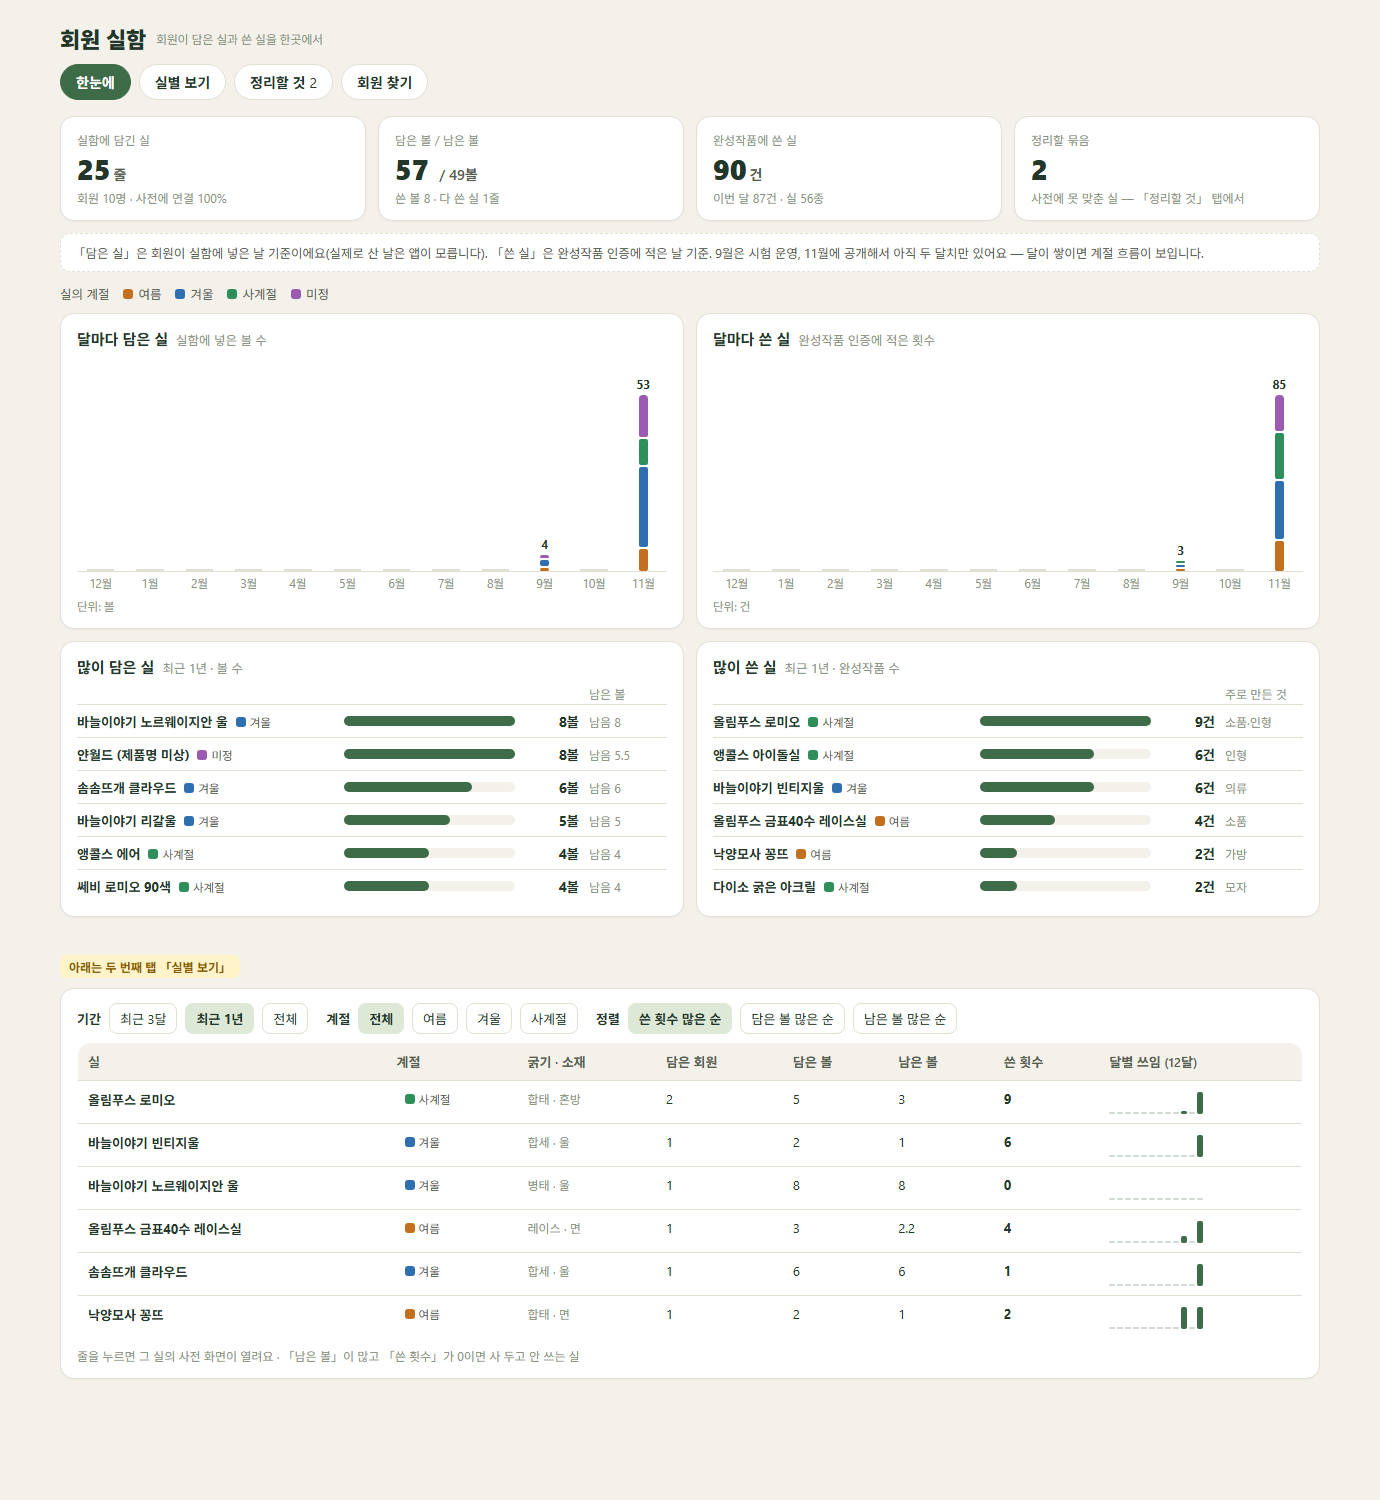 회원 실함 회원이 담은 실과 쓴 실을 한곳에서
한눈에 실별 보기 정리할 것 2 회원 찾기
실함에 담긴 실
25 줄
회원 10명 · 사전에 연결 100%
담은 볼 / 남은 볼
57 / 49볼
쓴 볼 8 · 다 쓴 실 1줄
완성작품에 쓴 실
90 건
이번 달 87건 · 실 56종
정리할 묶음
2
사전에 못 맞춘 실 — 「정리할 것」 탭에서
「담은 실」은 회원이 실함에 넣은 날 기준이에요(실제로 산 날은 앱이 모릅니다). 「쓴 실」은 완성작품 인증에 적은 날 기준. 9월은 시험 운영, 11월에 공개해서 아직 두 달치만 있어요 — 달이 쌓이면 계절 흐름이 보입니다.
실의 계절 여름 겨울 사계절 미정
달마다 담은 실 실함에 넣은 볼 수
53
4
12월 1월 2월 3월 4월 5월 6월 7월 8월 9월 10월 11월
단위: 볼
달마다 쓴 실 완성작품 인증에 적은 횟수
85
3
12월 1월 2월 3월 4월 5월 6월 7월 8월 9월 10월 11월
단위: 건
많이 담은 실 최근 1년 · 볼 수
남은 볼
바늘이야기 노르웨이지안 울 겨울 8볼 남음 8
얀월드 (제품명 미상) 미정 8볼 남음 5.5
솜솜뜨개 클라우드 겨울 6볼 남음 6
바늘이야기 리갈울 겨울 5볼 남음 5
앵콜스 에어 사계절 4볼 남음 4
쎄비 로미오 90색 사계절 4볼 남음 4
많이 쓴 실 최근 1년 · 완성작품 수
주로 만든 것
올림푸스 로미오 사계절 9건 소품·인형
앵콜스 아이돌실 사계절 6건 인형
바늘이야기 빈티지울 겨울 6건 의류
올림푸스 금표40수 레이스실 여름 4건 소품
낙양모사 꽁뜨 여름 2건 가방
다이소 굵은 아크릴 사계절 2건 모자
아래는 두 번째 탭 「실별 보기」
기간 최근 3달 최근 1년 전체 계절 전체 여름 겨울 사계절 정렬 쓴 횟수 많은 순 담은 볼 많은 순 남은 볼 많은 순
실 계절 굵기 · 소재 담은 회원 담은 볼 남은 볼 쓴 횟수 달별 쓰임 (12달)
올림푸스 로미오 사계절 합태 · 혼방 2 5 3 9
바늘이야기 빈티지울 겨울 합세 · 울 1 2 1 6
바늘이야기 노르웨이지안 울 겨울 병태 · 울 1 8 8 0
올림푸스 금표40수 레이스실 여름 레이스 · 면 1 3 2.2 4
솜솜뜨개 클라우드 겨울 합세 · 울 1 6 6 1
낙양모사 꽁뜨 여름 합태 · 면 1 2 1 2
줄을 누르면 그 실의 사전 화면이 열려요 · 「남은 볼」이 많고 「쓴 횟수」가 0이면 사 두고 안 쓰는 실